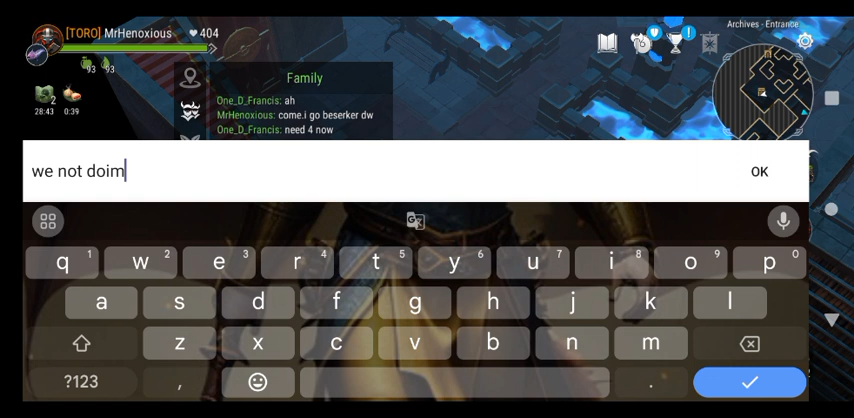 [TORO] MrHenoxious ♥ 404
Archives - Entrance
93 93
6
!
2
28:43 0:39
Family
One_D_Francis: ah
MrHenoxious: come.i go beserker dw
One_D_Francis: need 4 now
we not doim
OK
q 1 w 2 e 3 r 4 t 5 y 6 u 7 i 8 o 9 p 0
a s d f g h j k l
z x c v b n m
?123 , .